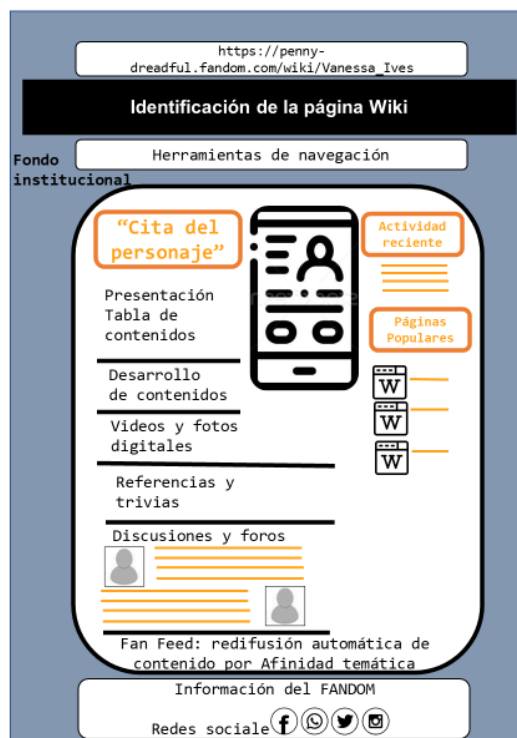 https://penny-
dreadful.fandom.com/wiki/Vanessa_Ives
Identificación de la página Wiki
Herramientas de navegación
Fondo
institucional
“Cita del
personaje”
Presentación
Tabla de
contenidos
Desarrollo
de contenidos
Videos y fotos
digitales
Referencias y
trivias
Discusiones y foros
Actividad
reciente
Páginas
Populares
W
W
W
Fan Feed: redifusión automática de
contenido por Afinidad temática
Información del FANDOM
Redes sociale